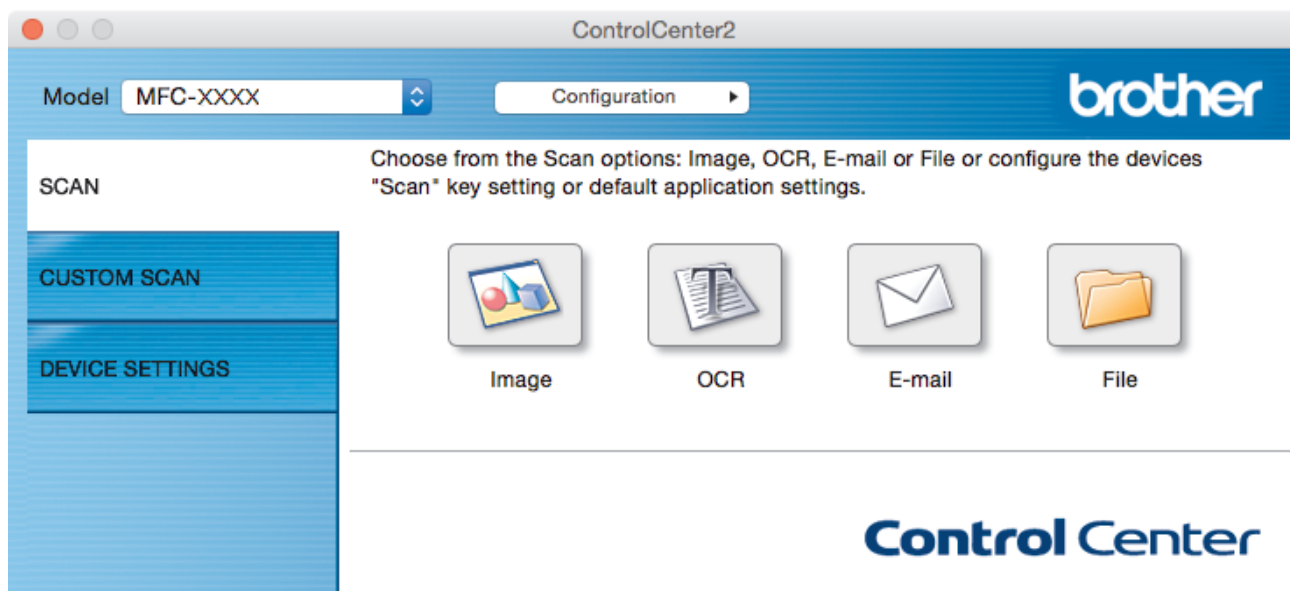 ControlCenter2
Model MFC-XXXX Configuration
brother
SCAN
Choose from the Scan options: Image, OCR, E-mail or File or configure the devices
"Scan" key setting or default application settings.
CUSTOM SCAN
DEVICE SETTINGS
Image OCR E-mail File
Control Center